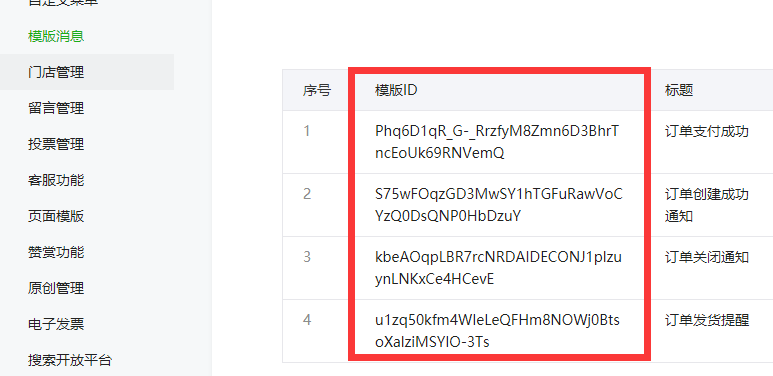 自定义菜单
模版消息
门店管理
留言管理
投票管理
客服功能
页面模版
赞赏功能
原创管理
电子发票
搜索开放平台
序号 模版ID 标题
1 Phq6D1qR_G-_RrzfyM8Zmn6D3BhrT 订单支付成功
ncEoUk69RNVemQ
2 S75wFOqzGD3MwSY1hTGFuRawVoC 订单创建成功
YzQ0DsQNP0HbDzuY 通知
3 kbeAOqpLBR7rcNRDAIDECONJ1pIzu 订单关闭通知
ynLNKxCe4HCevE
4 u1zq50kfm4WIeLeQFHm8NOWj0Bts 订单发货提醒
oXaIziMSYIO-3Ts